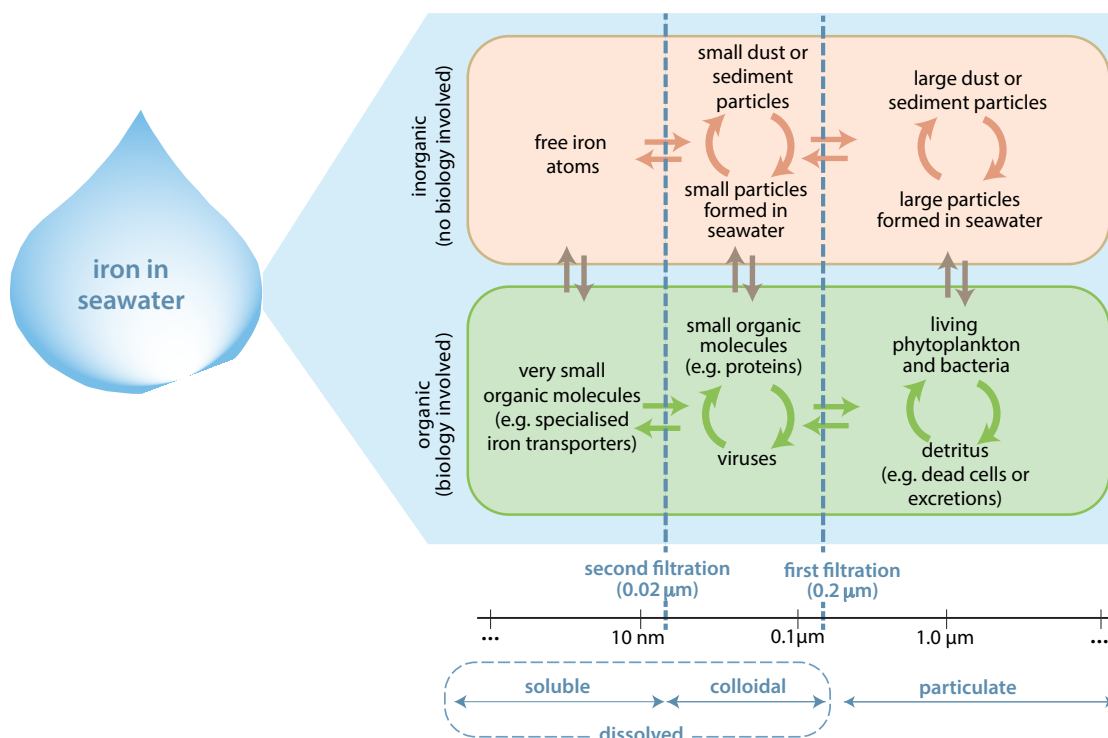 iron in
seawater
inorganic
(no biology involved)
free iron
atoms
small dust or
sediment
particles
small particles
formed in
seawater
large dust or
sediment particles
large particles
formed in seawater
organic
(biology involved)
very small
organic molecules
(e.g. specialised
iron transporters)
small organic
molecules
(e.g. proteins)
viruses
living
phytoplankton
and bacteria
detritus
(e.g. dead cells or
excretions)
second filtration
(0.02 µm)
first filtration
(0.2 µm)
...
10 nm
0.1µm
1.0 µm
...
soluble
colloidal
particulate
dissolved